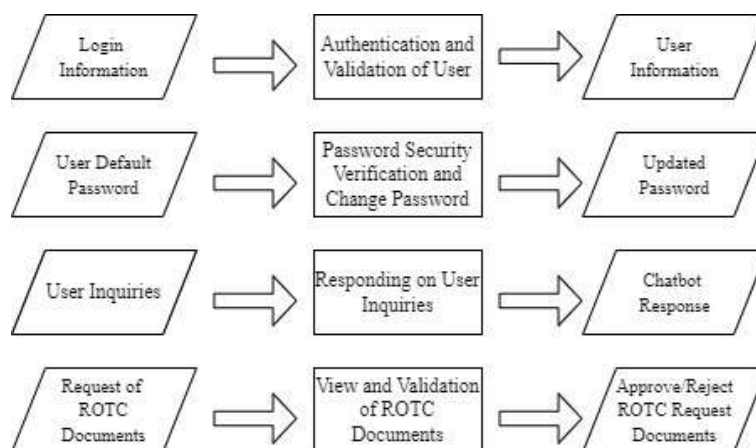 Login
Information
Authentication and
Validation of User
User
Information
User Default
Password
Password Security
Verification and
Change Password
Updated
Password
User Inquiries
Responding on User
Inquiries
Chatbot
Response
Request of
ROTC
Documents
View and Validation
of ROTC
Documents
Approve/Reject
ROTC Request
Documents